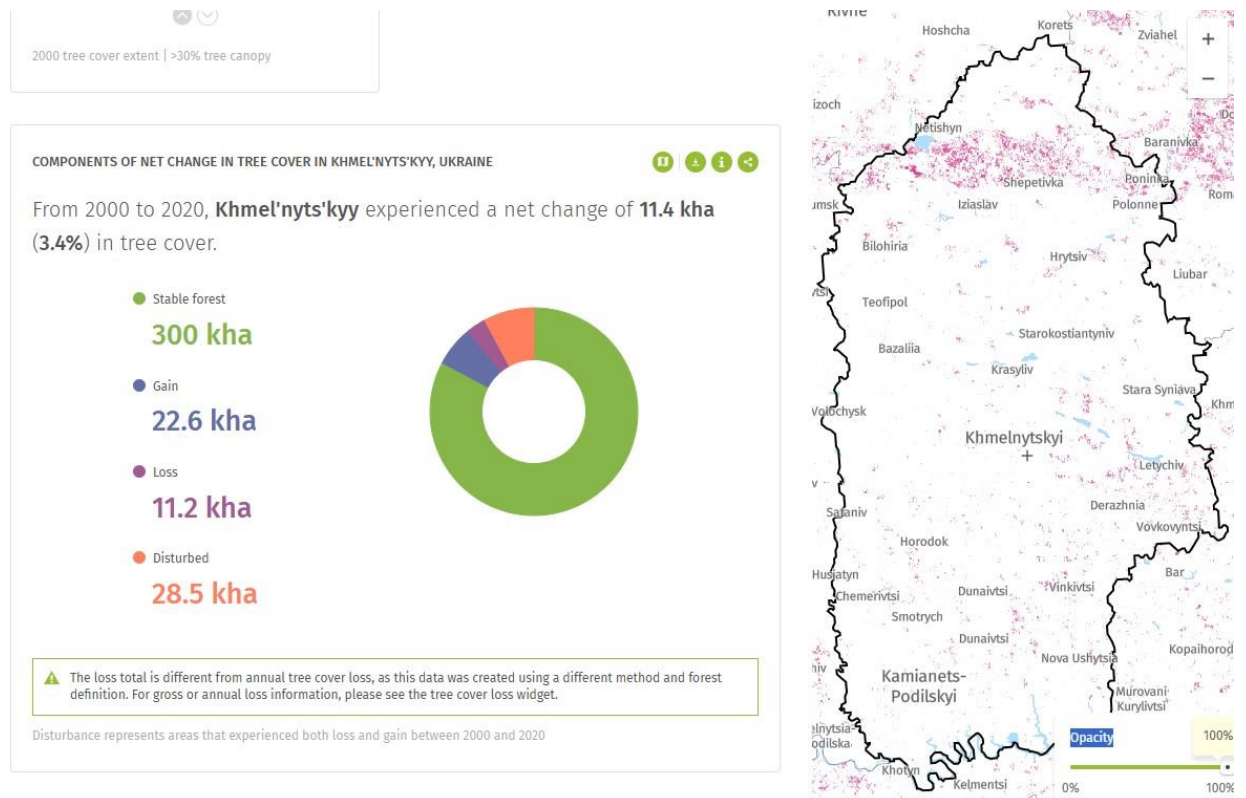 2000 tree cover extent | >30% tree canopy
COMPONENTS OF NET CHANGE IN TREE COVER IN KHMEL'NYTS'KYY, UKRAINE
From 2000 to 2020, Khmel'nyts'kyy experienced a net change of 11.4 kha
(3.4%) in tree cover.
Stable forest
300 kha
Gain
22.6 kha
Loss
11.2 kha
Disturbed
28.5 kha
The loss total is different from annual tree cover loss, as this data was created using a different method and forest
definition. For gross or annual loss information, please see the tree cover loss widget.
Disturbance represents areas that experienced both loss and gain between 2000 and 2020
Rivne
Hoshcha
Korets
Zviahel
+
−
izoch
Netishyn
Baranivka
Shepetivka
Poninka
umsk
Iziaslav
Polonne
Rom
Bilohiria
Hrytsiv
Liubar
Teofipol
Starokostiantyniv
Bazaliia
Krasyliv
Stara Syniava
Khm
Volochysk
Khmelnytskyi
Letychiv
Derazhnia
Sataniv
Vovkovyntsi
Horodok
Husiatyn
Bar
Chemerivtsi
Dunaivtsi
Vinkivtsi
Smotrych
Dunaivtsi
Nova Ushytsia
Kopaihorod
Kamianets-
Podilskyi
Murovani
Kurylivtsi
elnytsia-
odilska
Khotyn
Kelmentsi
Opacity
100%
0%
100%